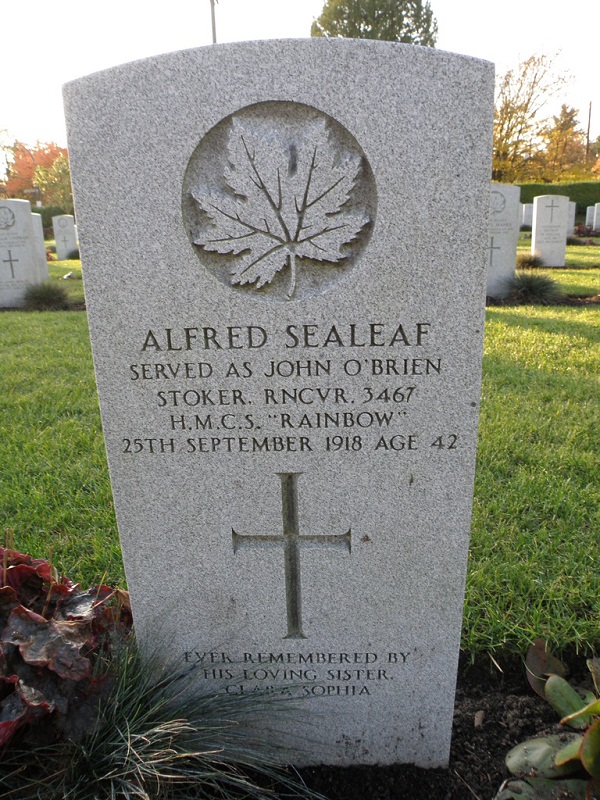 ALFRED SEALEAF
SERVED AS JOHN O'BRIEN
STOKER. RNCVR. 3467
H.M.C.S. "RAINBOW"
25TH SEPTEMBER 1918 AGE 42
EVER REMEMBERED BY
HIS LOVING SISTER.
CLARA SOPHIA